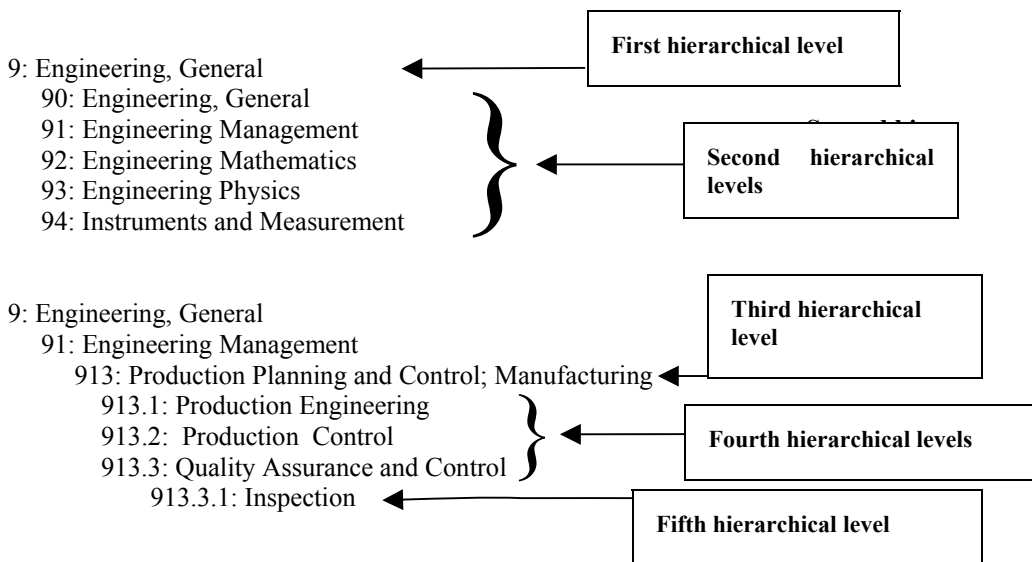 First hierarchical level
9: Engineering, General
90: Engineering, General
91: Engineering Management
92: Engineering Mathematics
93: Engineering Physics
94: Instruments and Measurement
Second hierarchical
levels
9: Engineering, General
91: Engineering Management
913: Production Planning and Control; Manufacturing
913.1: Production Engineering
913.2: Production Control
913.3: Quality Assurance and Control
913.3.1: Inspection
Third hierarchical
level
Fourth hierarchical levels
Fifth hierarchical level